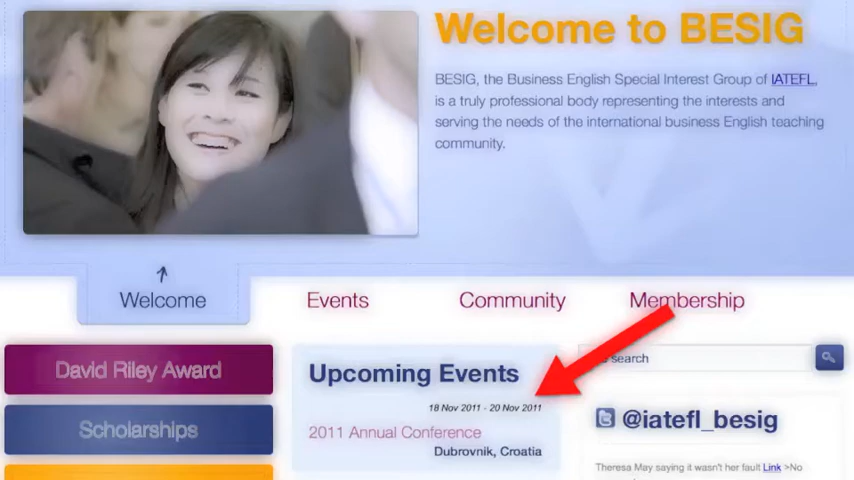 Welcome to BESIG
BESIG, the Business English Special Interest Group of IATEFL,
is a truly professional body representing the interests and
serving the needs of the international business English teaching
community.
Welcome
Events
Community
Membership
David Riley Award
Scholarships
Upcoming Events
18 Nov 2011 - 20 Nov 2011
2011 Annual Conference
Dubrovnik, Croatia
search
@iatefl_besig
Theresa May saying it wasn't her fault Link >No